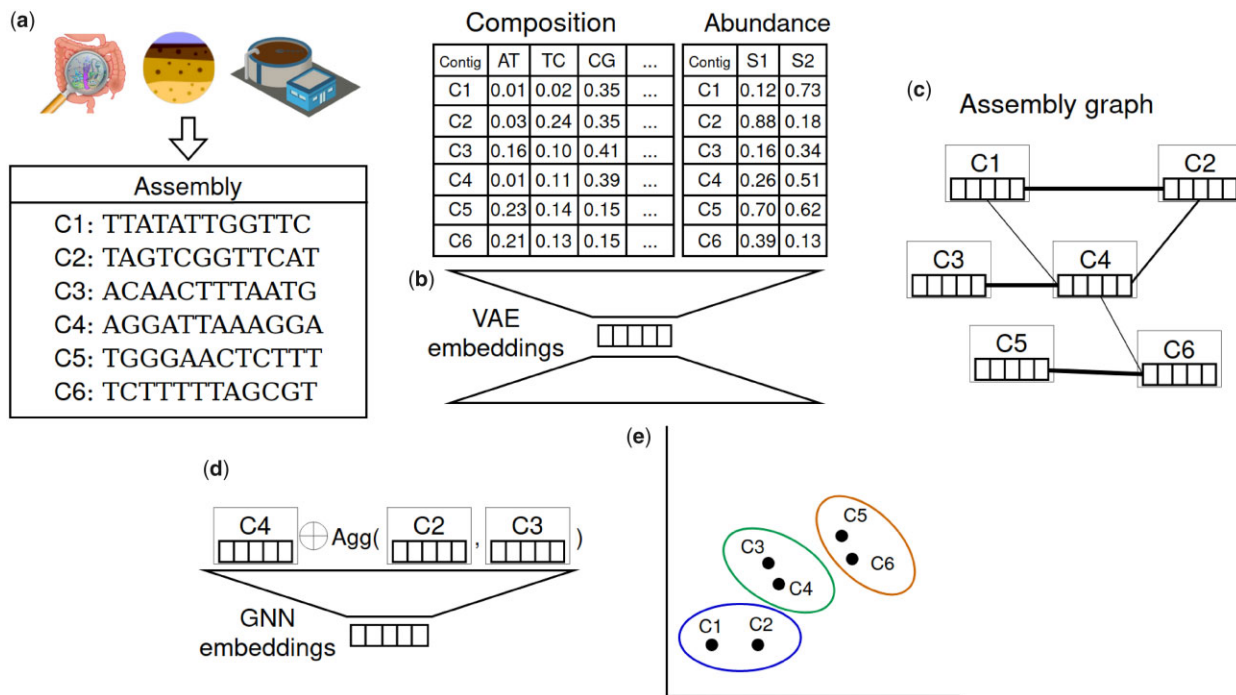 (a)
Assembly
C1: TTATATTGGTTC
C2: TAGTCGGTTCAT
C3: ACAACTTTAATG
C4: AGGATTAAAGGA
C5: TGGGAACTCTTT
C6: TCTTTTTAGCGT
Composition
Contig AT TC CG ...
C1 0.01 0.02 0.35 ...
C2 0.03 0.24 0.35 ...
C3 0.16 0.10 0.41 ...
C4 0.01 0.11 0.39 ...
C5 0.23 0.14 0.15 ...
C6 0.21 0.13 0.15 ...
Abundance
Contig S1 S2
C1 0.12 0.73
C2 0.88 0.18
C3 0.16 0.34
C4 0.26 0.51
C5 0.70 0.62
C6 0.39 0.13
(b)
VAE
embeddings
(c)
Assembly graph
C1 C2
C3 C4
C5 C6
(d)
C4 Agg( C2 , C3 )
GNN
embeddings
(e)
C5
C6
C3
C4
C1 C2